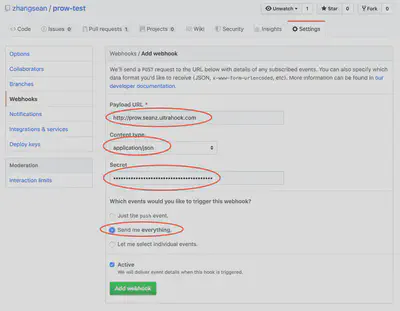 zhangsean / prow-test
Unwatch 1
Star 0
Fork 0
Code
Issues 0
Pull requests 1
Projects 0
Wiki
Security
Insights
Settings
Options
Collaborators
Branches
Webhooks
Notifications
Integrations & services
Deploy keys
Moderation
Interaction limits
Webhooks / Add webhook
We'll send a POST request to the URL below with details of any subscribed events. You can also specify
which data format you'd like to receive (JSON, x-www-form-urlencoded, etc). More information can be found in our
developer documentation.
Payload URL *
http://prow.seanz.ultrahook.com
Content type
application/json
Secret
Which events would you like to trigger this webhook?
Just the push event.
Send me everything.
Let me select individual events.
Active
We will deliver event details when this hook is triggered.
Add webhook